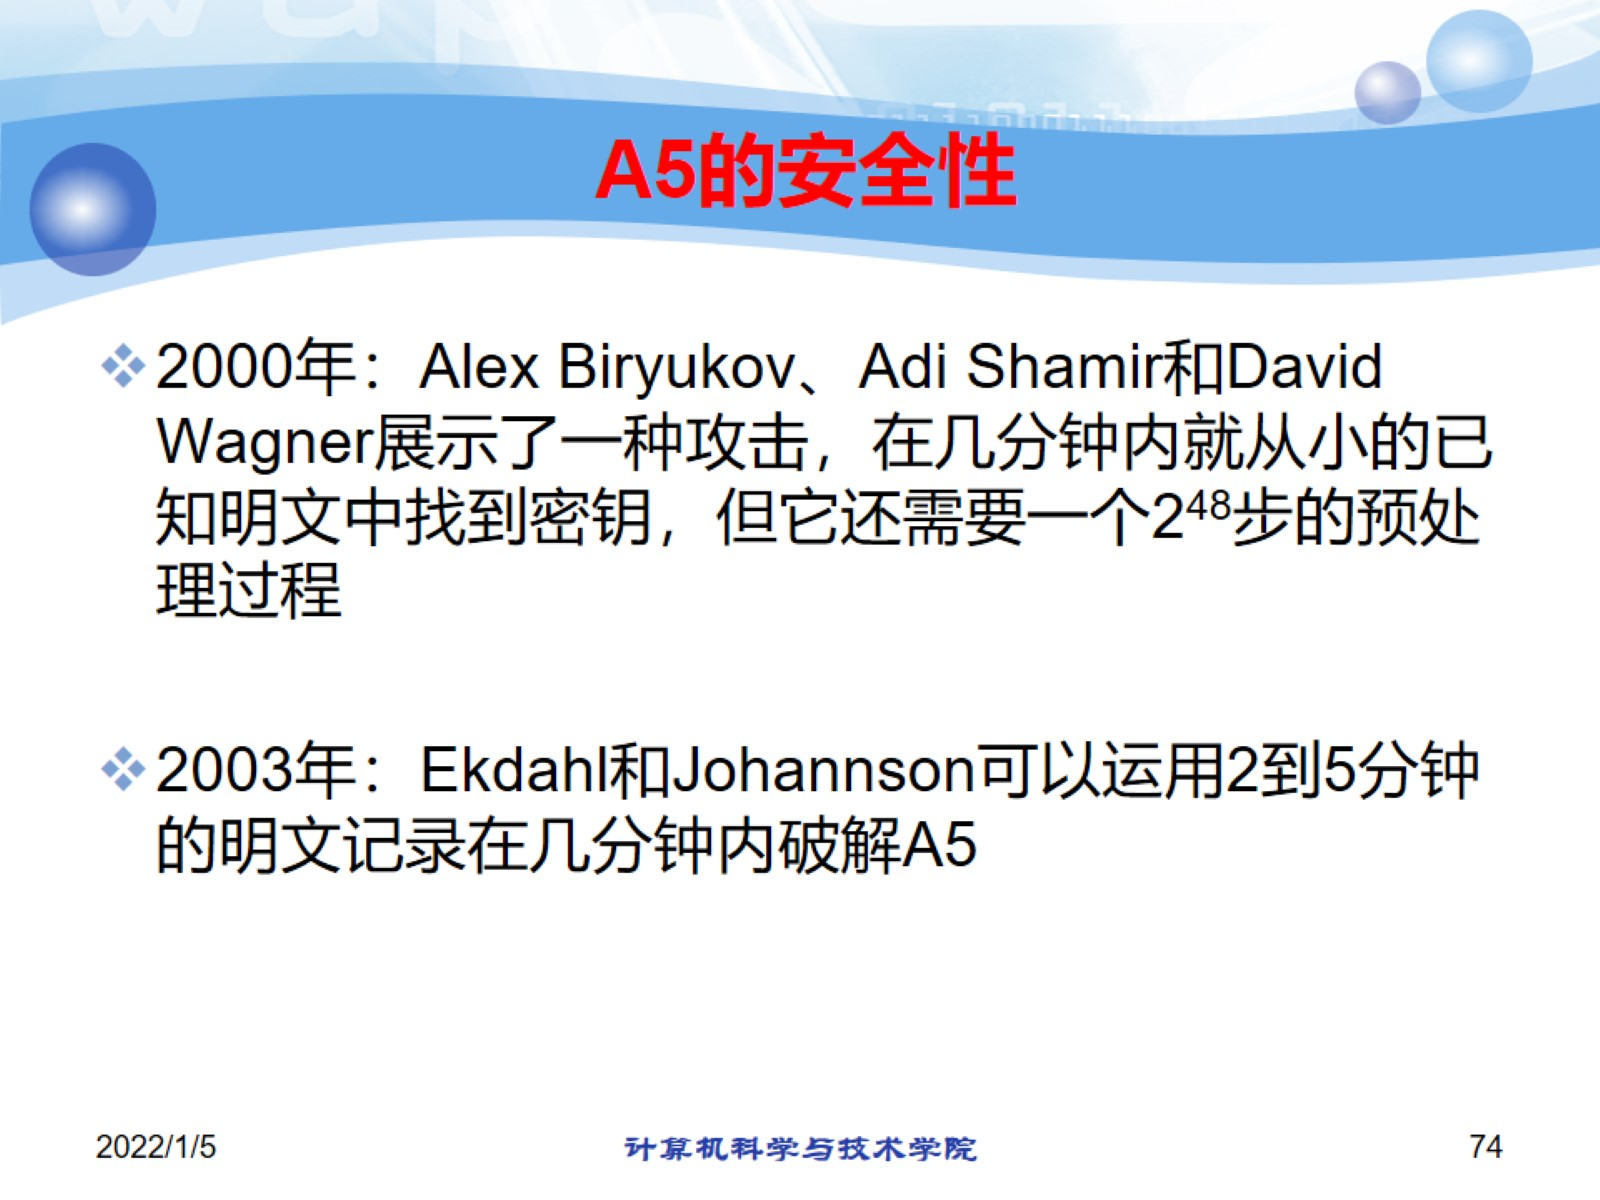 A5的安全性
2000年：Alex Biryukov、Adi Shamir和David
Wagner展示了一种攻击，在几分钟内就从小的已
知明文中找到密钥，但它还需要一个2⁴⁸步的预处
理过程
2003年：Ekdahl和Johannson可以运用2到5分钟
的明文记录在几分钟内破解A5
2022/1/5
计算机科学与技术学院
74